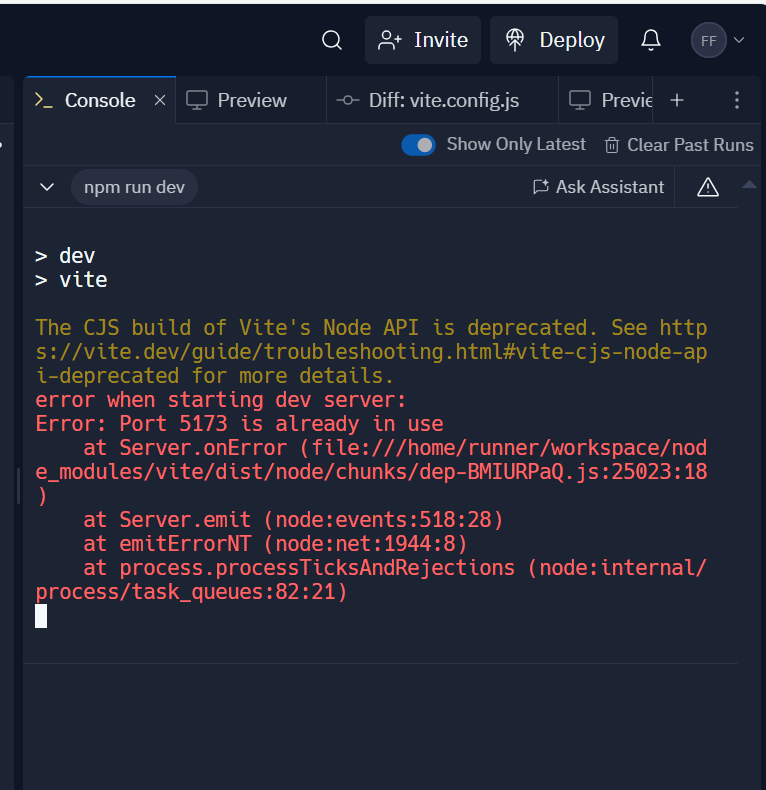 Invite
Deploy
FF
Console
Preview
Diff: vite.config.js
Previe
Show Only Latest
Clear Past Runs
npm run dev
Ask Assistant
> dev
> vite
The CJS build of Vite's Node API is deprecated. See http
s://vite.dev/guide/troubleshooting.html#vite-cjs-node-ap
i-deprecated for more details.
error when starting dev server:
Error: Port 5173 is already in use
at Server.onError (file:///home/runner/workspace/nod
e_modules/vite/dist/node/chunks/dep-BMIURPaQ.js:25023:18
)
at Server.emit (node:events:518:28)
at emitErrorNT (node:net:1944:8)
at process.processTicksAndRejections (node:internal/
process/task_queues:82:21)